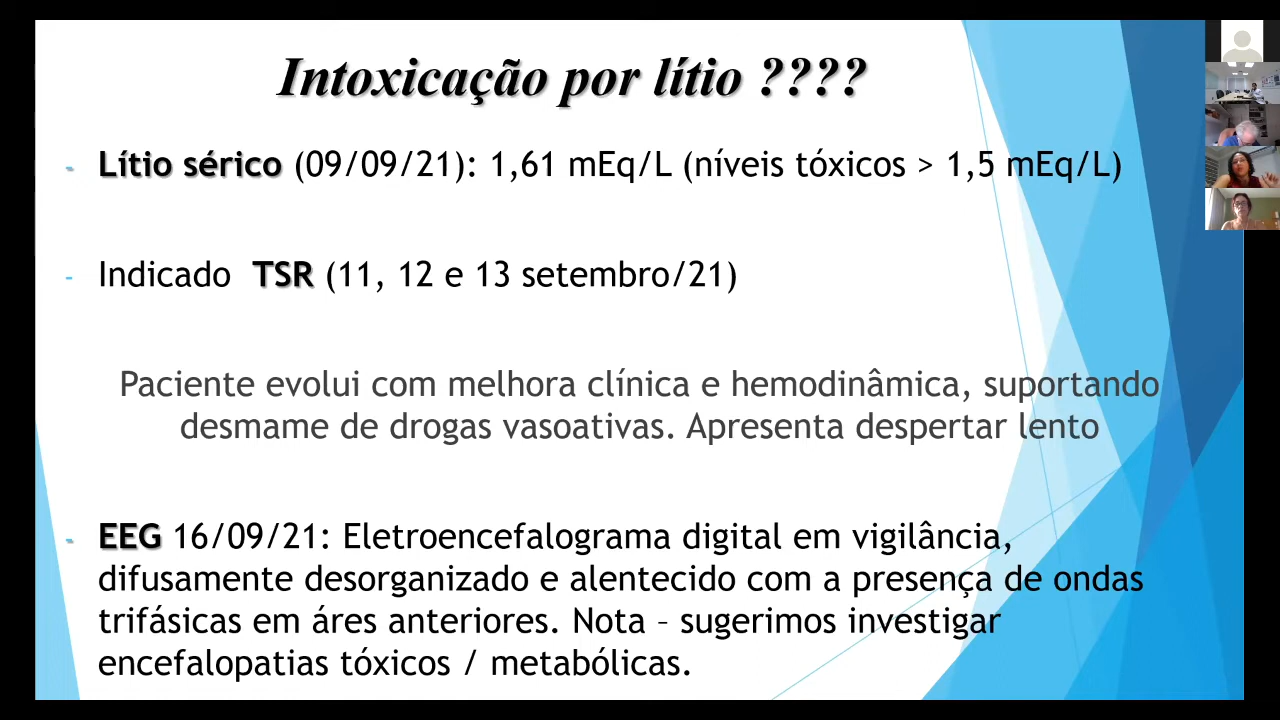 Intoxicação por lítio ????
- Lítio sérico (09/09/21): 1,61 mEq/L (níveis tóxicos > 1,5 mEq/L)
- Indicado TSR (11, 12 e 13 setembro/21)
Paciente evolui com melhora clínica e hemodinâmica, suportando
desmame de drogas vasoativas. Apresenta despertar lento
- EEG 16/09/21: Eletroencefalograma digital em vigilância,
difusamente desorganizado e alentecido com a presença de ondas
trifásicas em áres anteriores. Nota – sugerimos investigar
encefalopatias tóxicos / metabólicas.